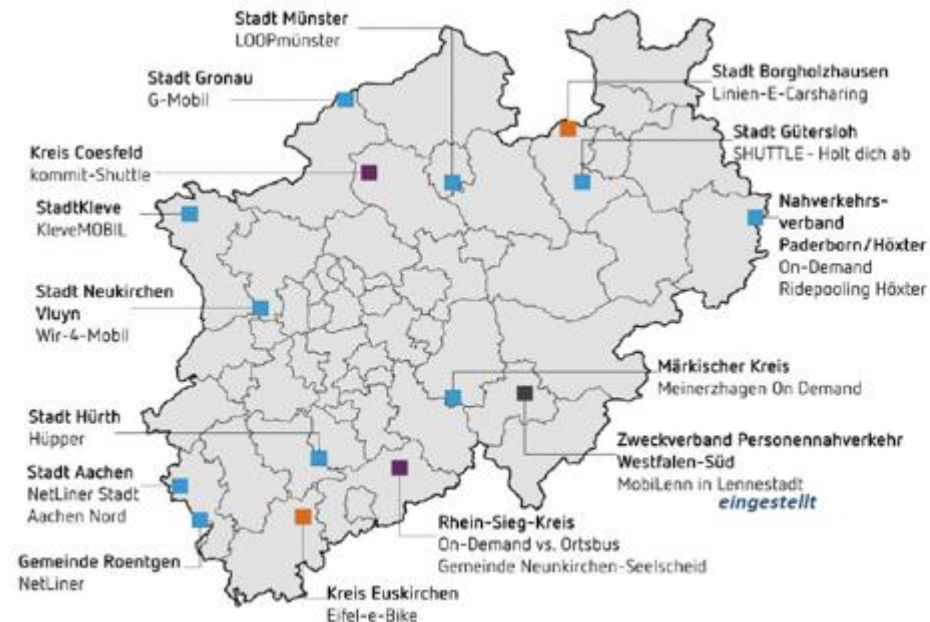 Stadt Münster
LOOPmünster
Stadt Gronau
G-Mobil
Stadt Borgholzhausen
Linien-E-Carsharing
Stadt Gütersloh
SHUTTLE - Holt dich ab
Kreis Coesfeld
kommit-Shuttle
StadtKleve
KleveMOBIL
Nahverkehrs-
verband
Paderborn/Höxter
On-Demand
Ridepooling Höxter
Stadt Neukirchen
Vluyn
Wir-4-Mobil
Märkischer Kreis
Meinerzhagen On Demand
Stadt Hürth
Hüpper
Zweckverband Personennahverkehr
Westfalen-Süd
MobiLenn in Lennestadt
eingestellt
Stadt Aachen
NetLiner Stadt
Aachen Nord
Rhein-Sieg-Kreis
On-Demand vs. Ortsbus
Gemeinde Neunkirchen-Seelscheid
Gemeinde Roentgen
NetLiner
Kreis Euskirchen
Eifel-e-Bike